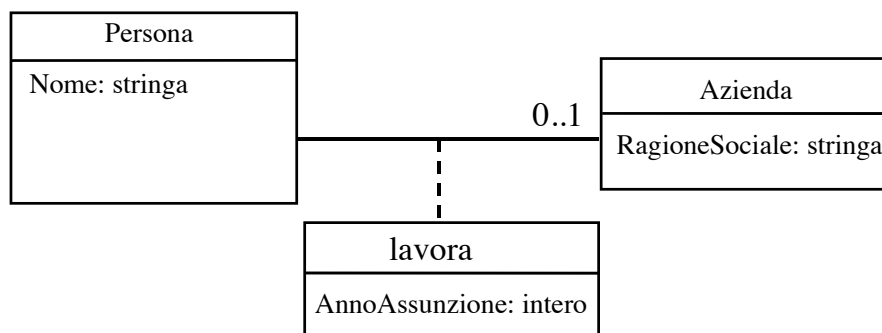 Persona
Nome: stringa
0..1
Azienda
RagioneSociale: stringa
lavora
AnnoAssunzione: intero